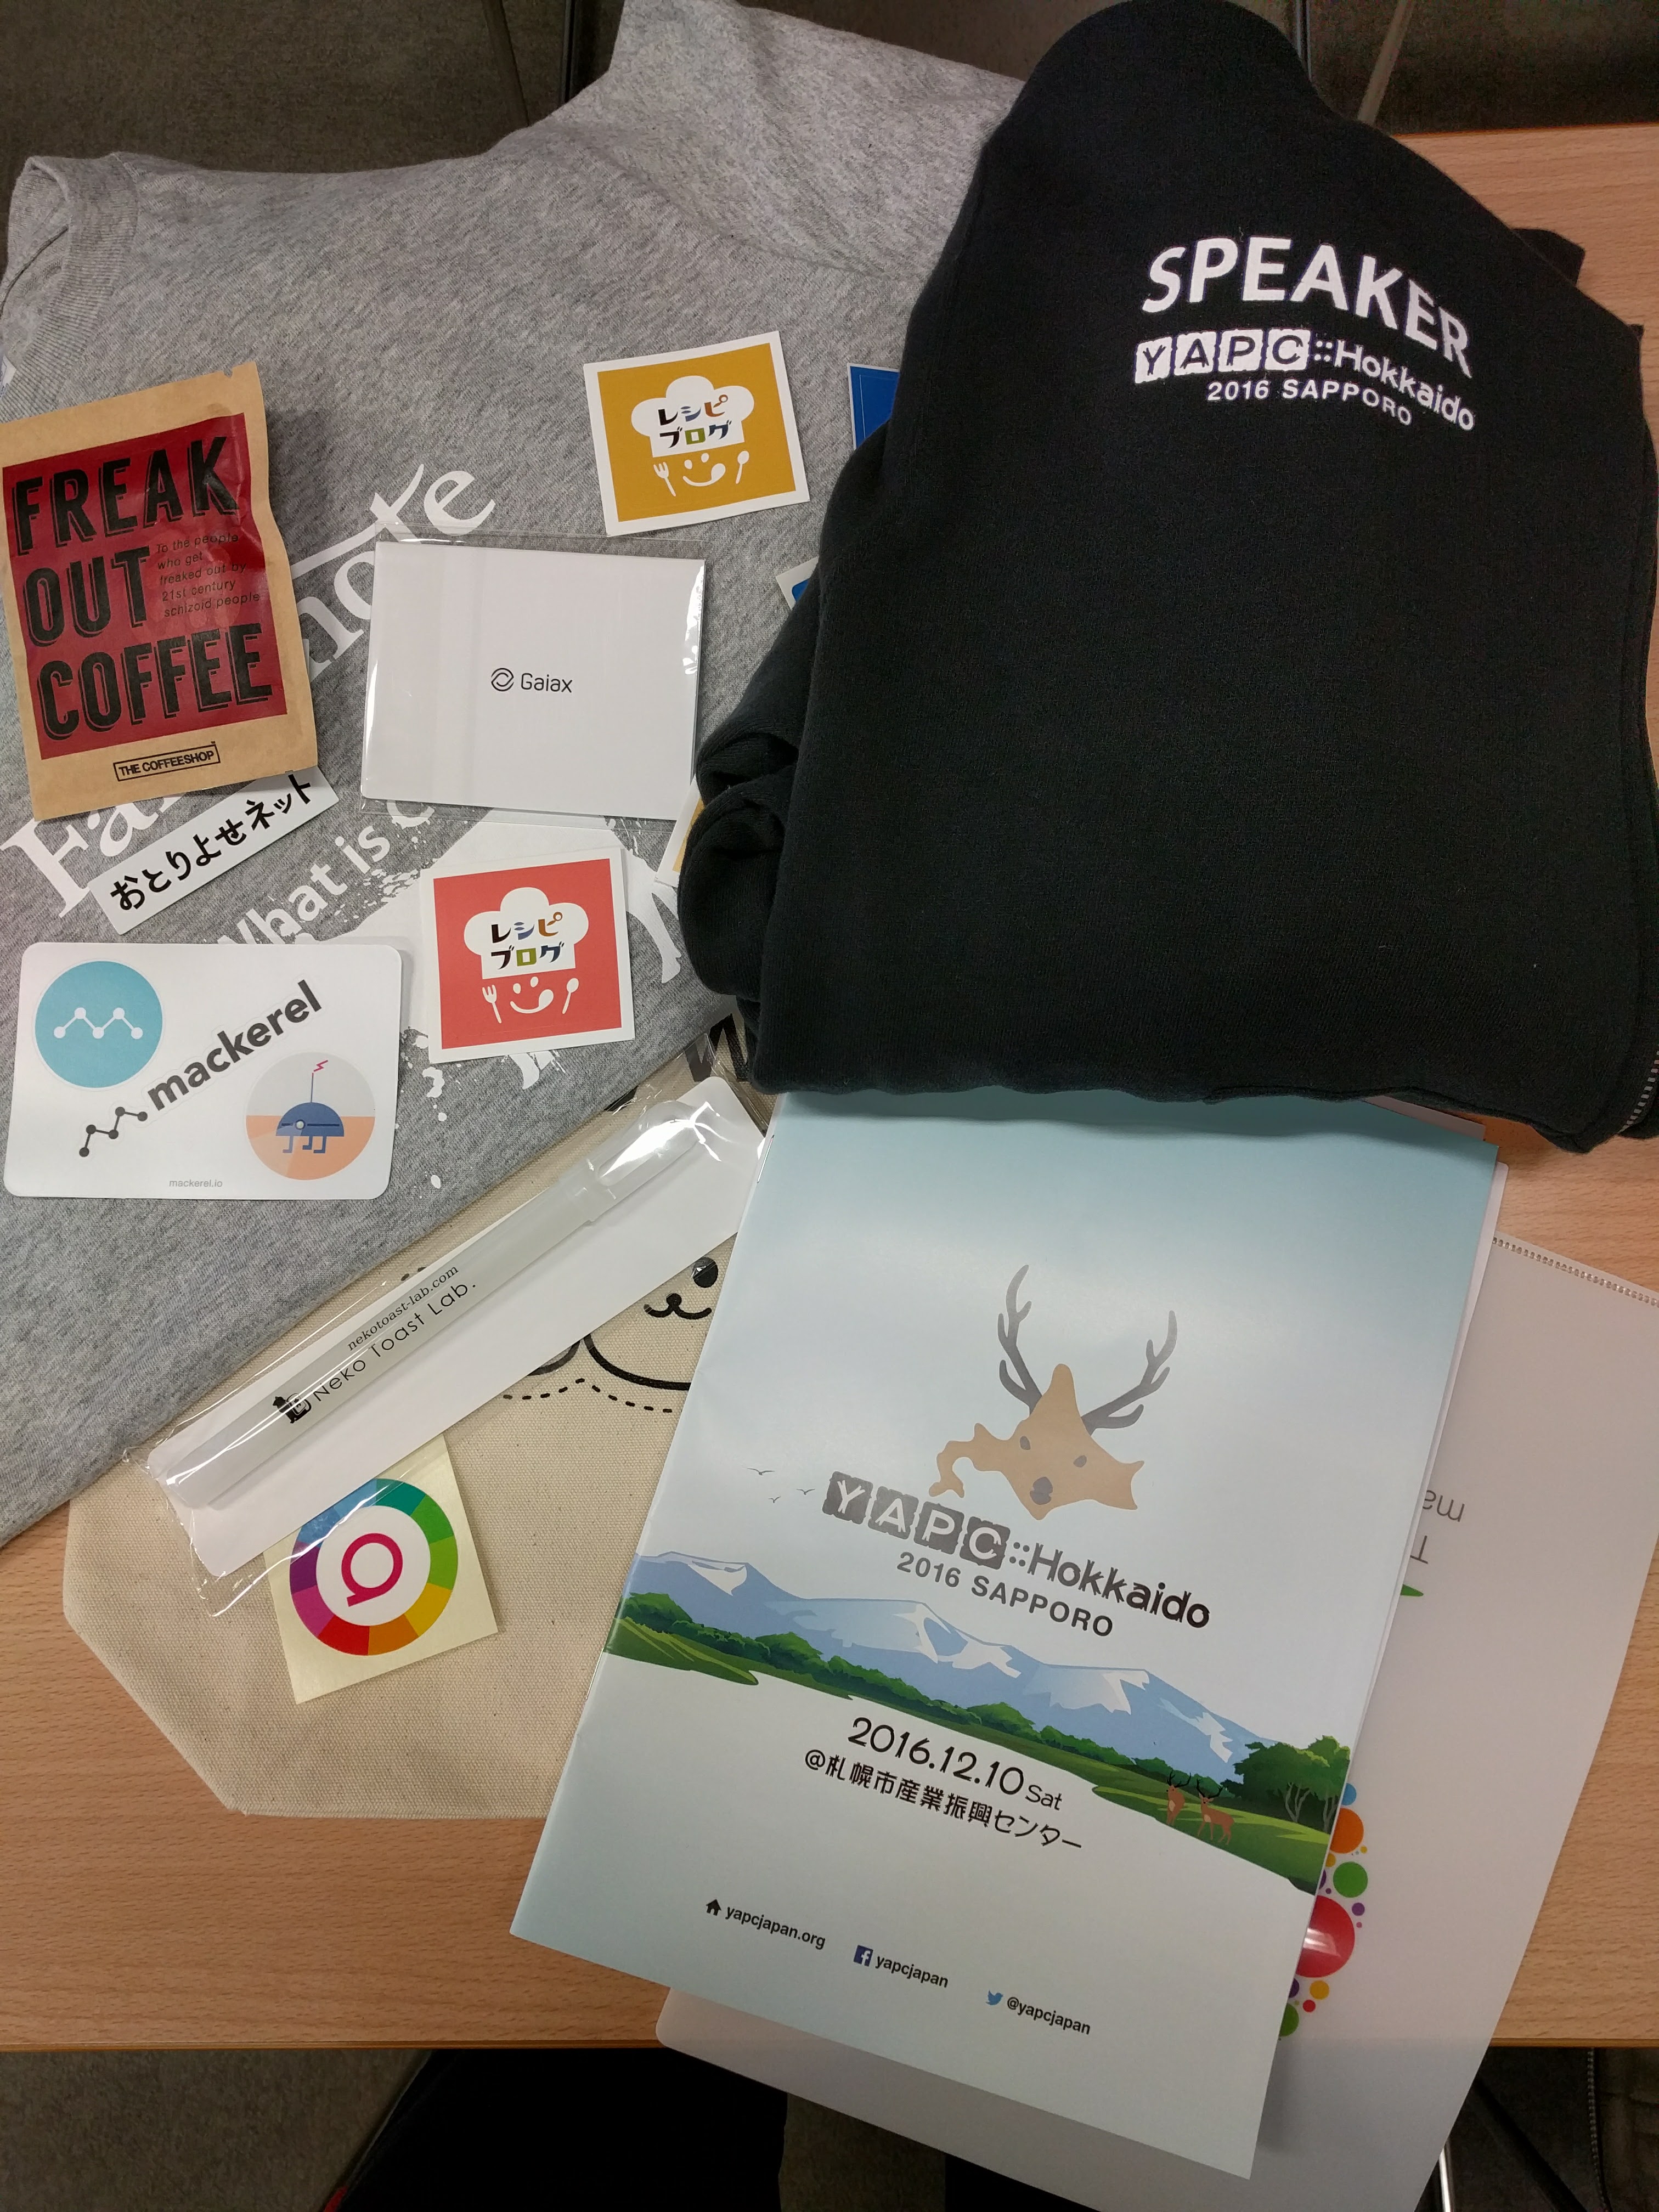 SPEAKER
YAPC::Hokkaido
2016 SAPPORO
レシピ
ブログ
FREAK
OUT
COFFEE
To the people
who get
freaked out by
21st century
schizoid people
THE COFFEESHOP
Gaiax
おとりよせネット
What is
レシピ
ブログ
mackerel
mackerel.io
nekotoast-lab.com
Neko Toast Lab.
a
YAPC::Hokkaido
2016 SAPPORO
2016.12.10 Sat
@札幌市産業振興センター
yapcjapan.org
yapcjapan
@yapcjapan